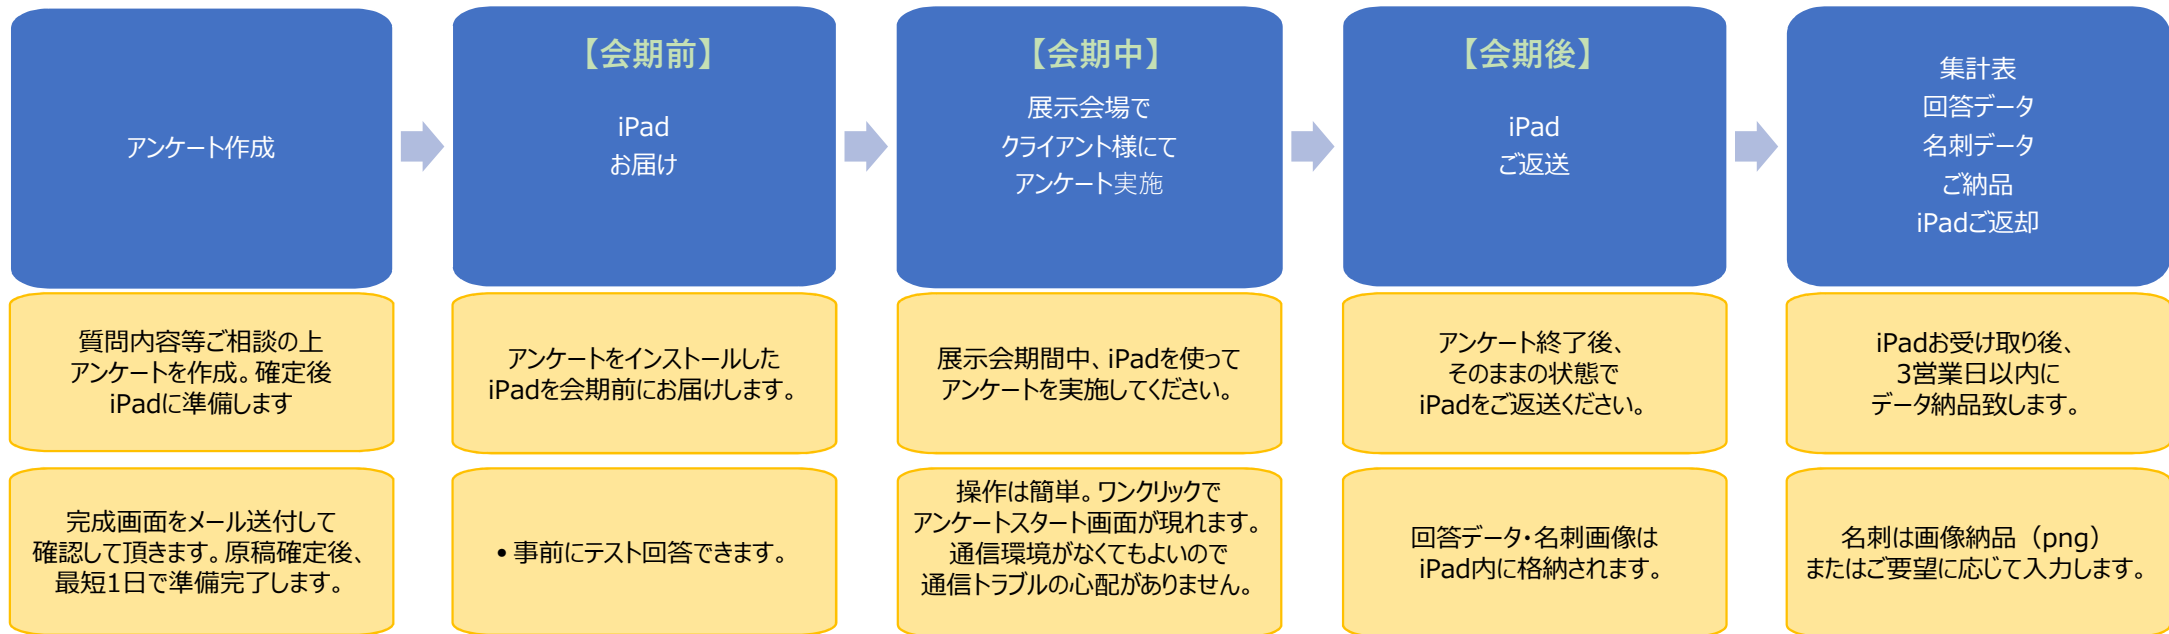 アンケート作成
【会期前】
iPad
お届け
【会期中】
展示会場で
クライアント様にて
アンケート実施
【会期後】
iPad
ご返送
集計表
回答データ
名刺データ
ご納品
iPadご返却
質問内容等ご相談の上
アンケートを作成。確定後
iPadに準備します
アンケートをインストールした
iPadを会期前にお届けします。
展示会期間中、iPadを使って
アンケートを実施してください。
アンケート終了後、
そのままの状態で
iPadをご返送ください。
iPadお受け取り後、
3営業日以内に
データ納品致します。
完成画面をメール送付して
確認して頂きます。原稿確定後、
最短1日で準備完了します。
•事前にテスト回答できます。
操作は簡単。ワンクリックで
アンケートスタート画面が現れます。
通信環境がなくてもよいので
通信トラブルの心配がありません。
回答データ・名刺画像は
iPad内に格納されます。
名刺は画像納品（png）
またはご要望に応じて入力します。